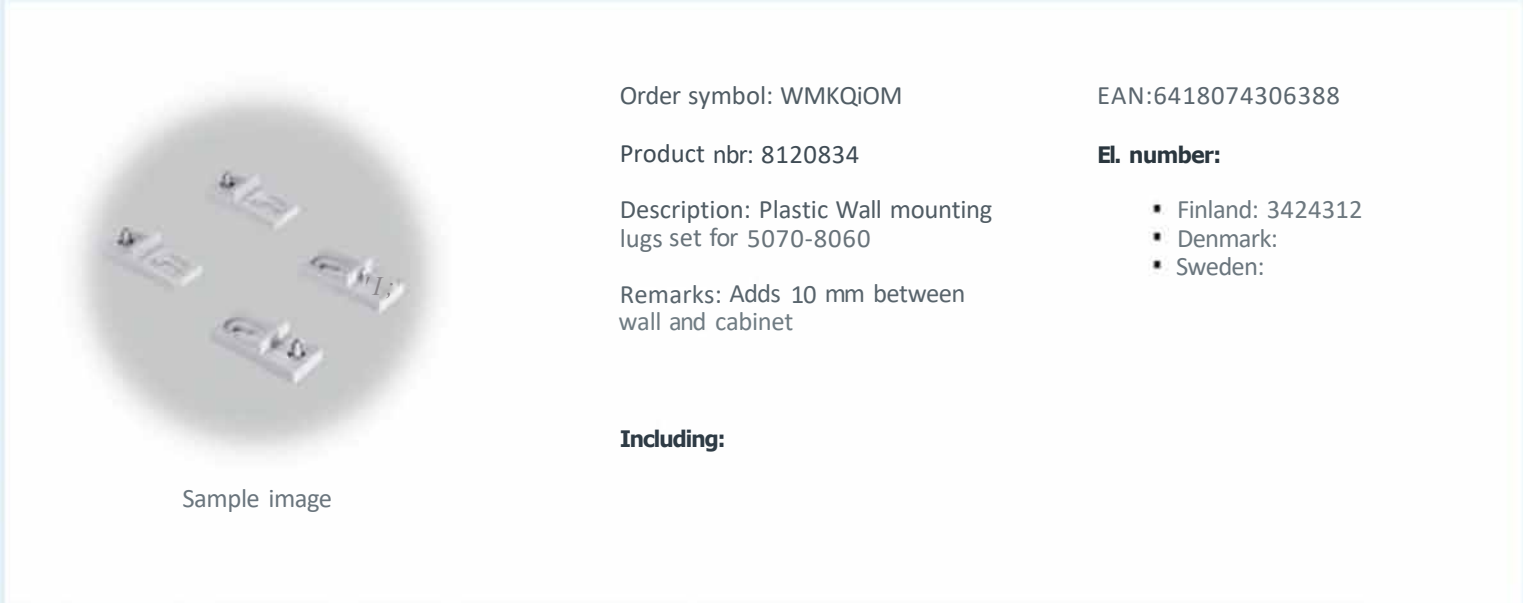 Order symbol: WMKQiOM
Product nbr: 8120834
Description: Plastic Wall mounting
lugs set for 5070-8060
Remarks: Adds 10 mm between
wall and cabinet
Including:
EAN:6418074306388
El. number:
▪ Finland: 3424312
▪ Denmark:
▪ Sweden:
"I;
Sample image